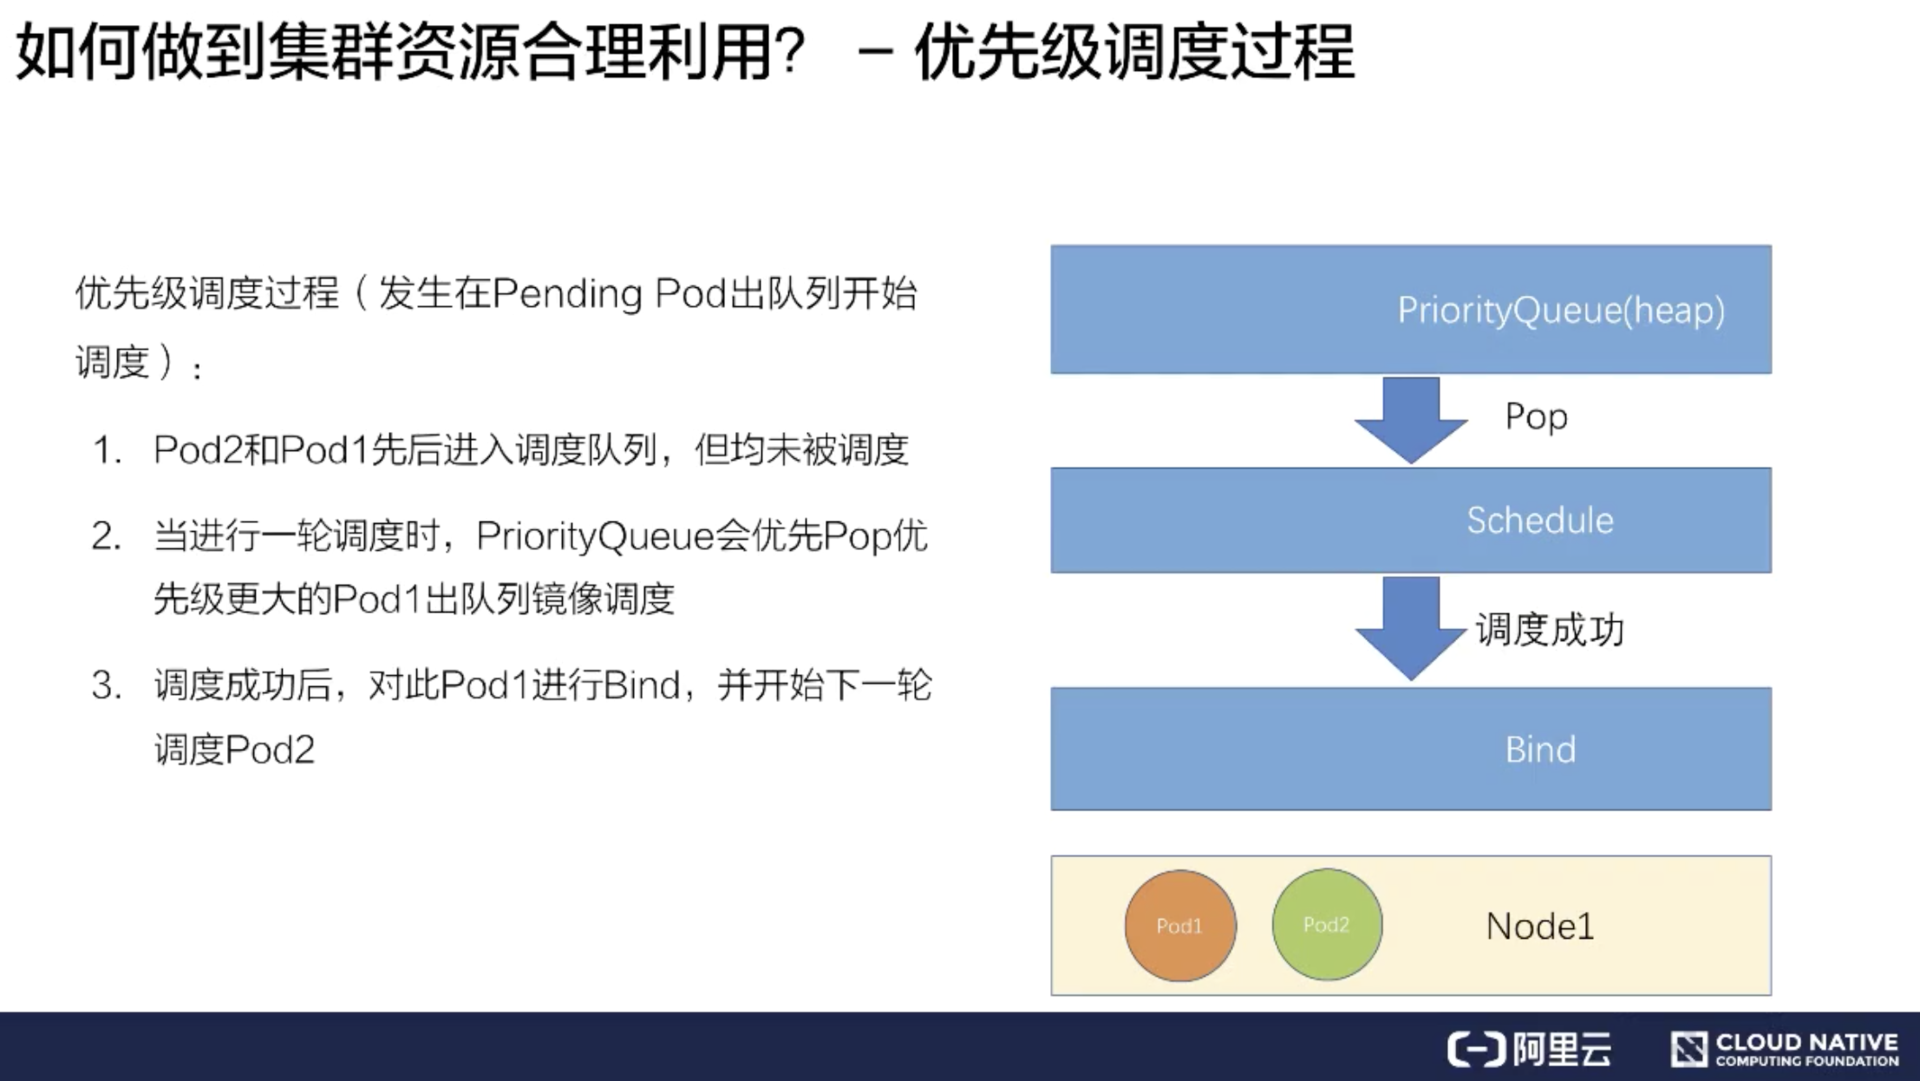 如何做到集群资源合理利用？ – 优先级调度过程
优先级调度过程（发生在Pending Pod出队列开始
调度）：
1. Pod2和Pod1先后进入调度队列，但均未被调度
2. 当进行一轮调度时，PriorityQueue会优先Pop优
先级更大的Pod1出队列镜像调度
3. 调度成功后，对此Pod1进行Bind，并开始下一轮
调度Pod2
PriorityQueue(heap)
Pop
Schedule
调度成功
Bind
Pod1
Pod2
Node1
阿里云
CLOUD NATIVE
COMPUTING FOUNDATION